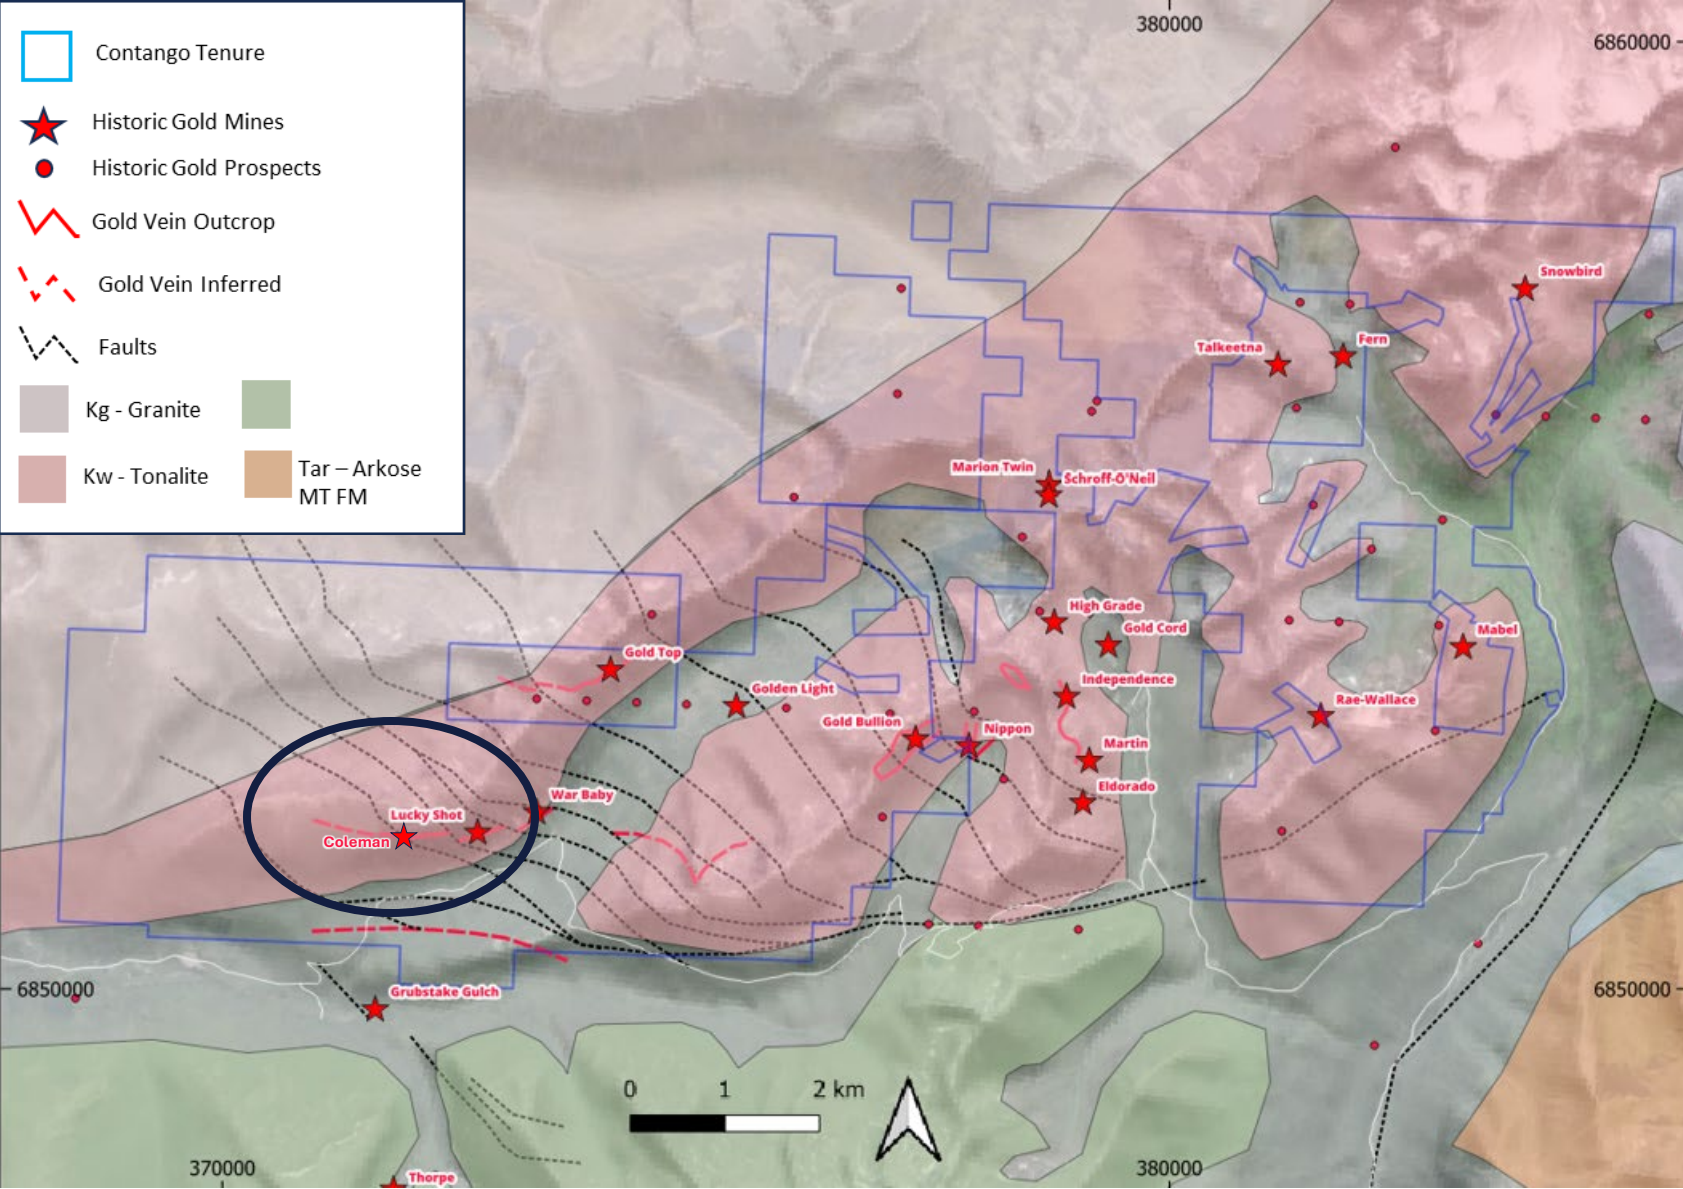 Contango Tenure
Historic Gold Mines
Historic Gold Prospects
Gold Vein Outcrop
Gold Vein Inferred
Faults
Kg - Granite
Kw - Tonalite
Tar – Arkose
MT FM
380000
6860000
Snowbird
Talkeetna
Fern
Marion Twin
Schroff-O'Neil
High Grade
Gold Cord
Mabel
Gold Top
Independence
Golden Light
Rae-Wallace
Gold Bullion
Nippon
Martin
Eldorado
War Baby
Lucky Shot
Coleman
6850000
Grubstake Gulch
6850000
0 1 2 km
370000
380000
Thorpe